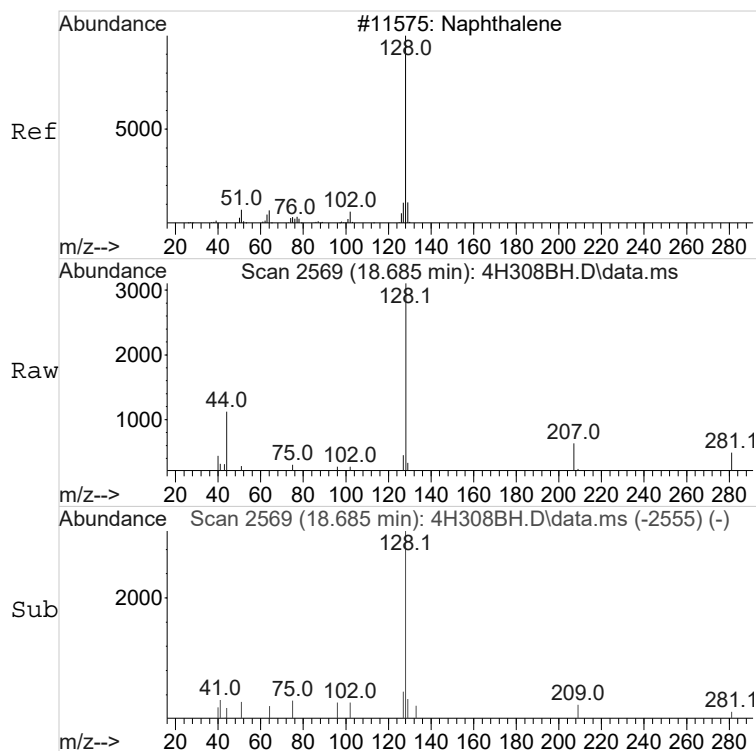 Abundance #11575: Naphthalene
128.0
Ref 5000
51.0 76.0 102.0
m/z--> 20 40 60 80 100 120 140 160 180 200 220 240 260 280
Abundance Scan 2569 (18.685 min): 4H308BH.D\data.ms
3000 128.1
2000
Raw
1000 44.0 75.0 102.0 207.0 281.1
m/z--> 20 40 60 80 100 120 140 160 180 200 220 240 260 280
Abundance Scan 2569 (18.685 min): 4H308BH.D\data.ms (-2555) (-)
128.1
Sub 2000
41.0 75.0 102.0 209.0 281.1
m/z--> 20 40 60 80 100 120 140 160 180 200 220 240 260 280